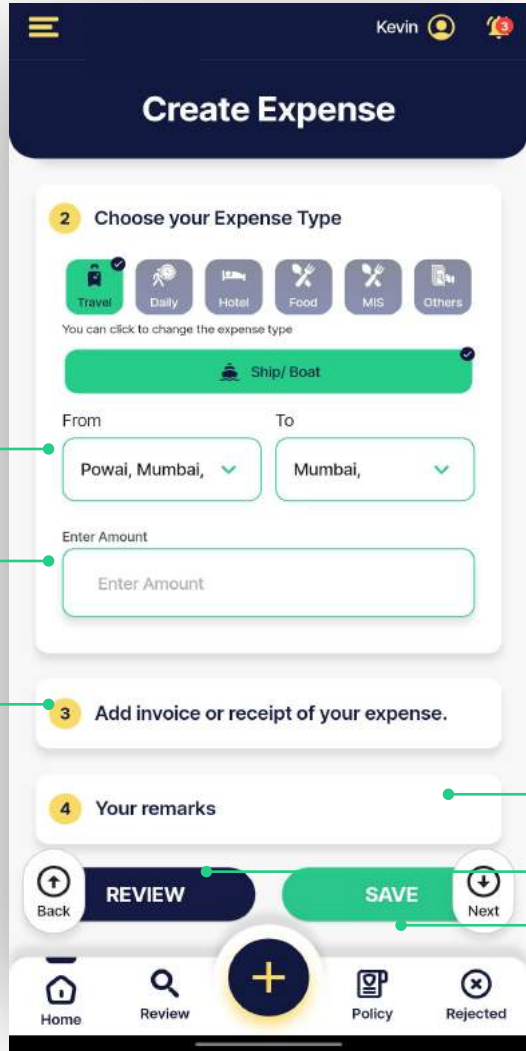 Kevin 3
Create Expense
2 Choose your Expense Type
Travel Daily Hotel Food MIS Others
You can click to change the expense type
Ship/ Boat
From To
Powai, Mumbai, Mumbai,
Enter Amount
Enter Amount
3 Add invoice or receipt of your expense.
4 Your remarks
Back REVIEW SAVE Next
Home Review Policy Rejected